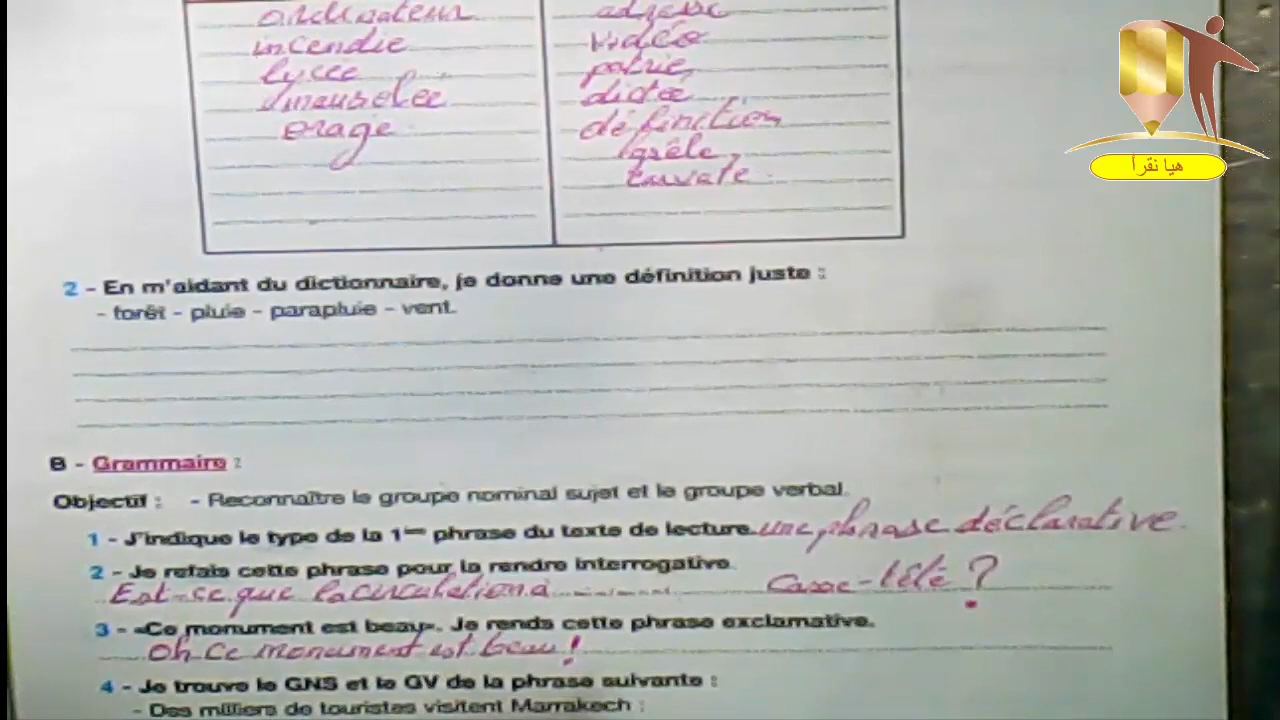 ordinateur adresse
incendie vidéo
lycée patrie
mausolée dictée
orage définition
grêle
cravate
هيا نقرأ
2 - En m'aidant du dictionnaire, je donne une définition juste :
- forêt - pluie - parapluie - vent.
B - Grammaire :
Objectif : - Reconnaître le groupe nominal sujet et le groupe verbal.
1 - J'indique le type de la 1ère phrase du texte de lecture. une phrase déclarative.
2 - Je refais cette phrase pour la rendre interrogative.
Est-ce que la circulation à ............ Casse-tête ?
3 - «Ce monument est beau». Je rends cette phrase exclamative.
Oh Ce monument est beau !
4 - Je trouve le GNS et le GV de la phrase suivante :
- Des milliers de touristes visitent Marrakech :